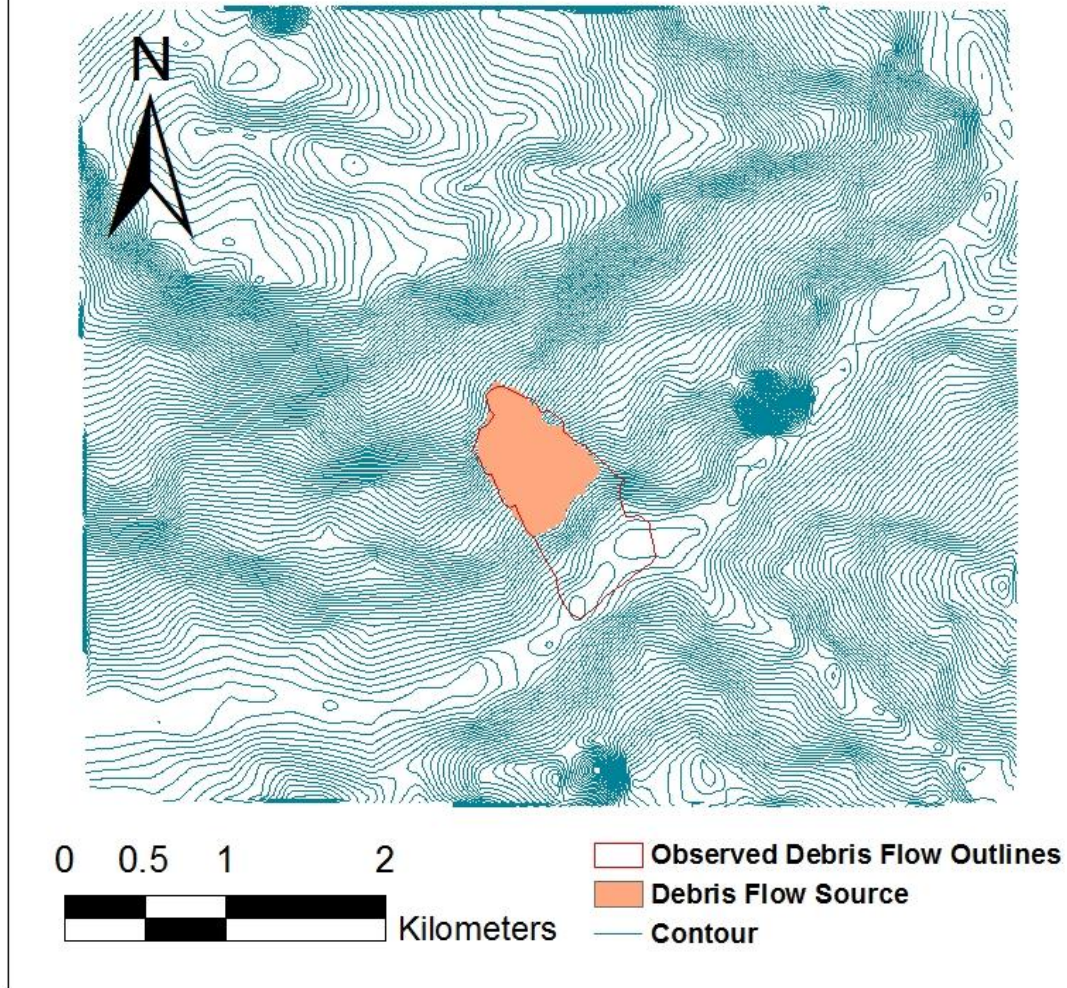 N
0 0.5 1 2
Kilometers
Observed Debris Flow Outlines
Debris Flow Source
Contour